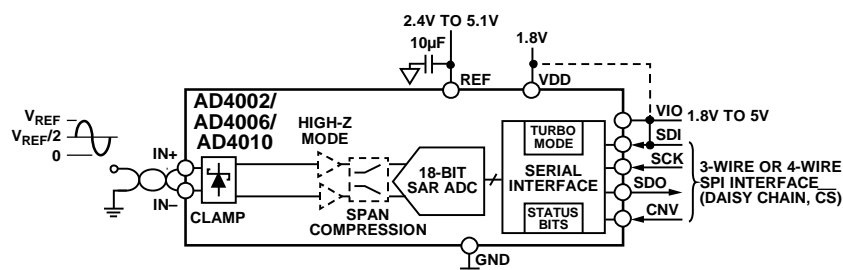 2.4V TO 5.1V
10µF
1.8V
REF
VDD
AD4002/
AD4006/
AD4010
HIGH-Z
MODE
VREF
VREF/2
0
IN+
IN–
CLAMP
SPAN
COMPRESSION
18-BIT
SAR ADC
TURBO
MODE
SERIAL
INTERFACE
STATUS
BITS
VIO
1.8V TO 5V
SDI
SCK
SDO
CNV
3-WIRE OR 4-WIRE
SPI INTERFACE
(DAISY CHAIN, C̅S̅)
GND